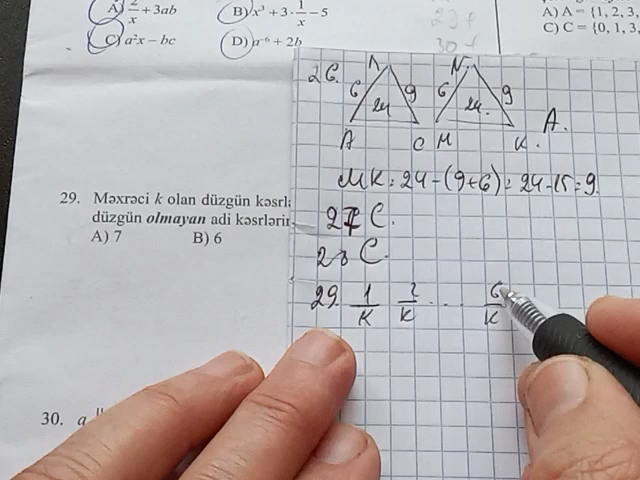 A) 2/x + 3ab
B) x³ + 3·1/x − 5
C) a²x − bc
D) a⁻⁶ + 2b
A) A = {1, 2, 3,
C) C = {0, 1, 3,
26.
6 9 24 A C
N 6 9 24. M K.
A.
MK = 24 − (9+6) = 24 − 15 = 9
27 C.
28 C.
29. Məxrəci k olan düzgün
düzgün olmayan adi
A) 7 B) 6
29. 1/K 2/K ... 6/K
30. a